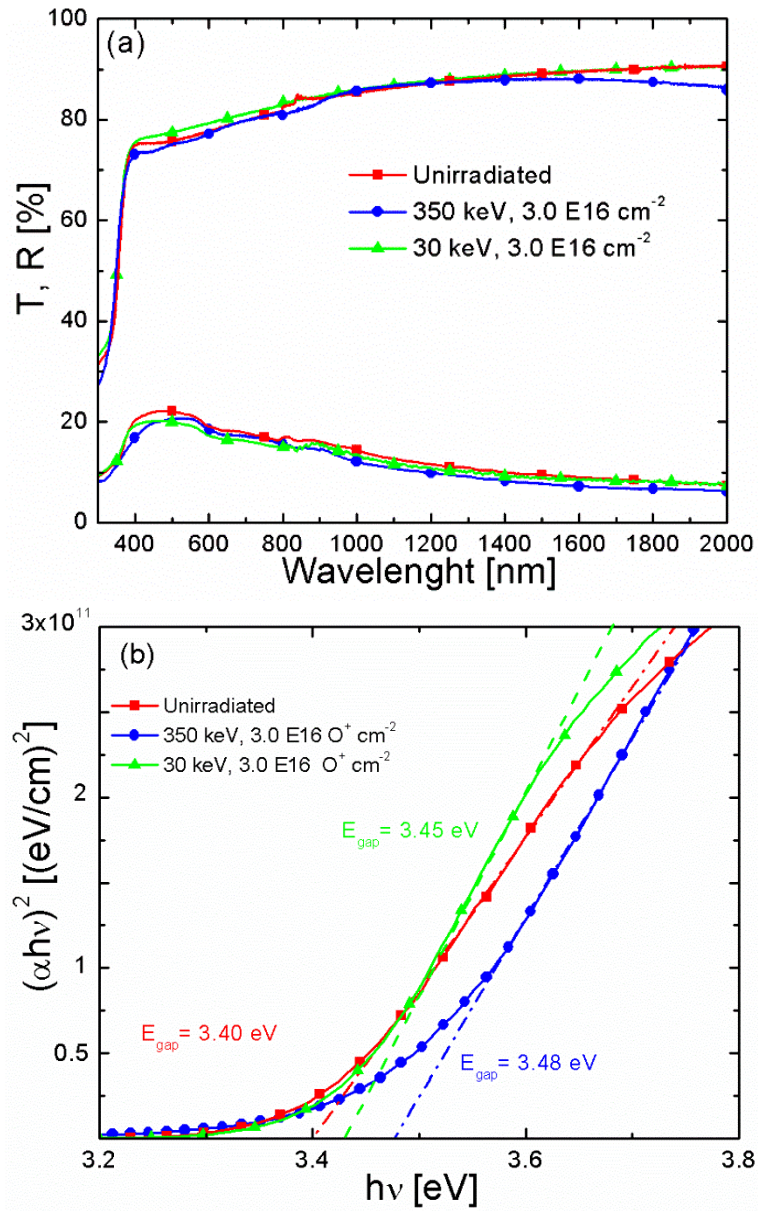 (a)
100
80
60
40
20
0
T, R [%]
Unirradiated
350 keV, 3.0 E16 cm⁻²
30 keV, 3.0 E16 cm⁻²
400 600 800 1000 1200 1400 1600 1800 2000
Wavelenght [nm]
(b)
3x10¹¹
2
1
0.5
(αhν)² [(eV/cm)²
Unirradiated
350 keV, 3.0 E16 O⁺ cm⁻²
30 keV, 3.0 E16 O⁺ cm⁻²
E_gap= 3.45 eV
E_gap= 3.40 eV
E_gap= 3.48 eV
3.2 3.4 3.6 3.8
hν [eV]